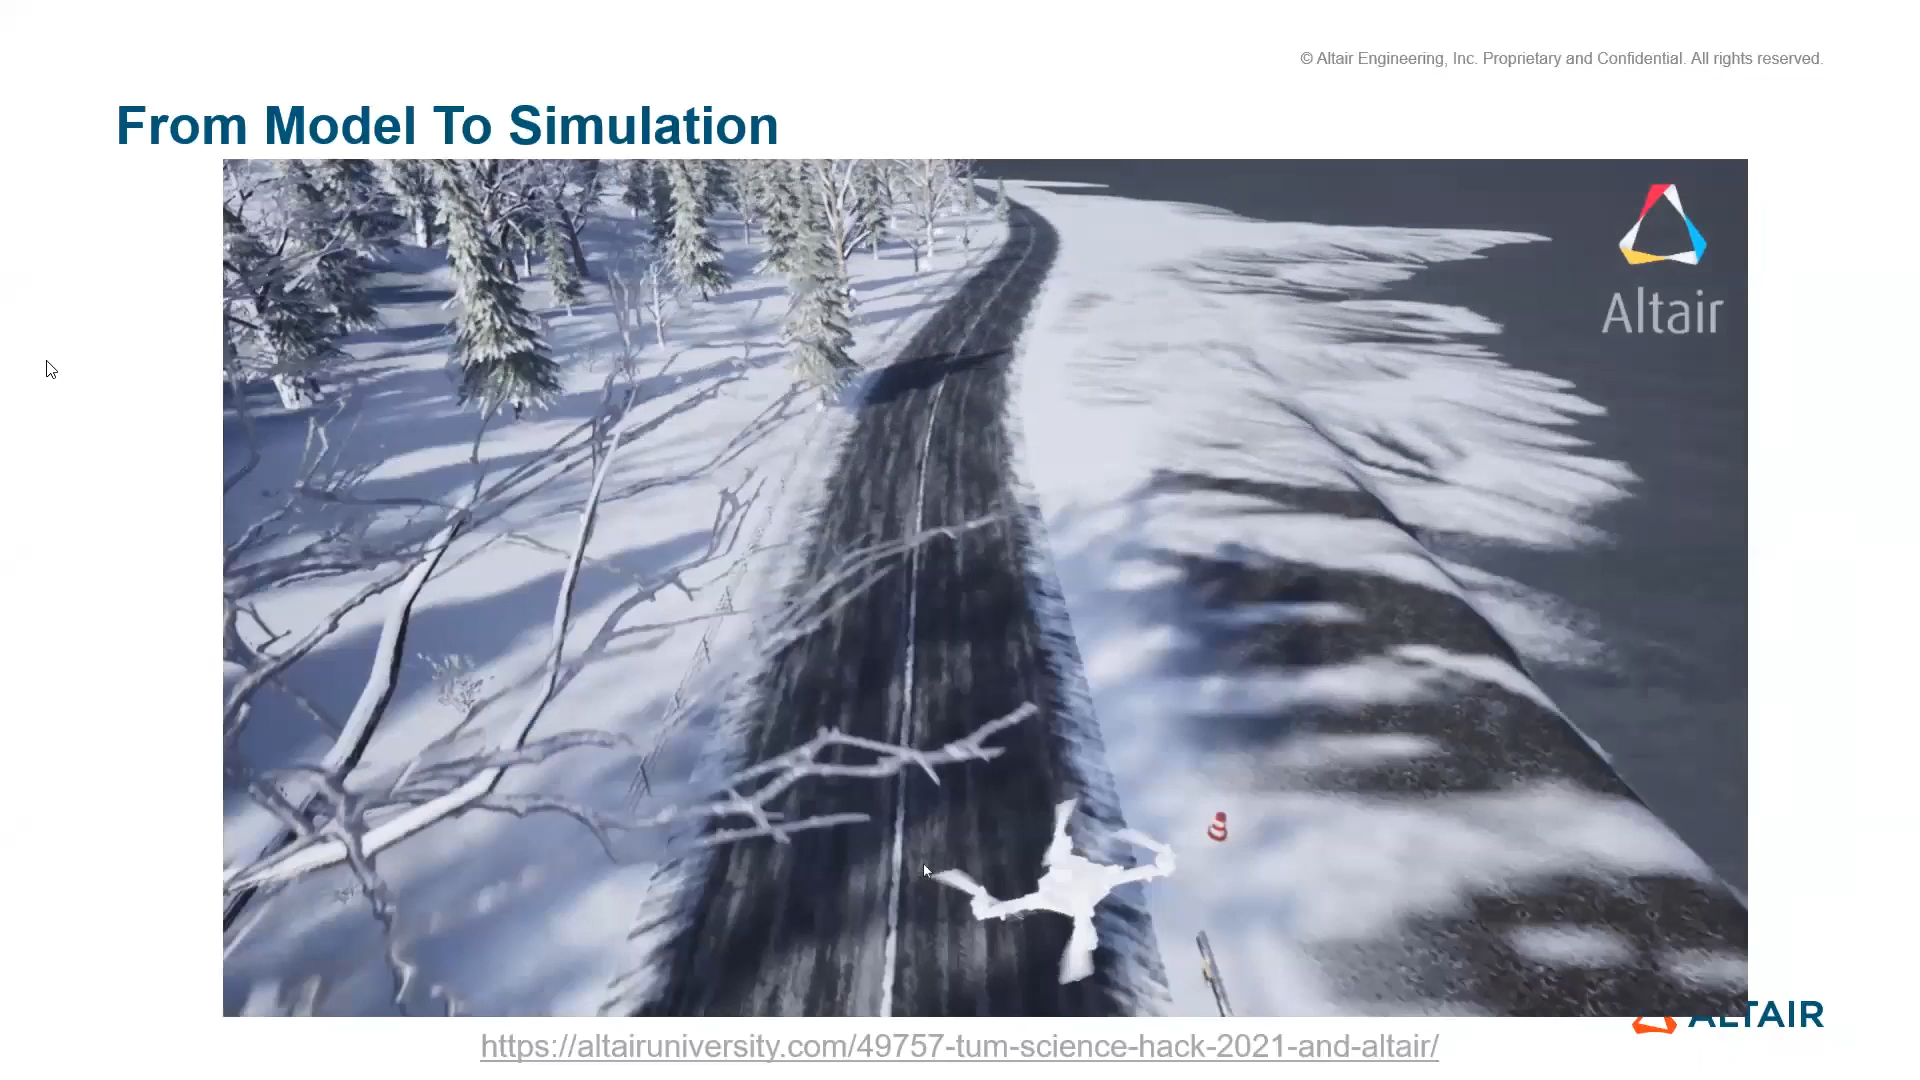 © Altair Engineering, Inc. Proprietary and Confidential. All rights reserved.
From Model To Simulation
Altair
ALTAIR
https://altairuniversity.com/49757-tum-science-hack-2021-and-altair/